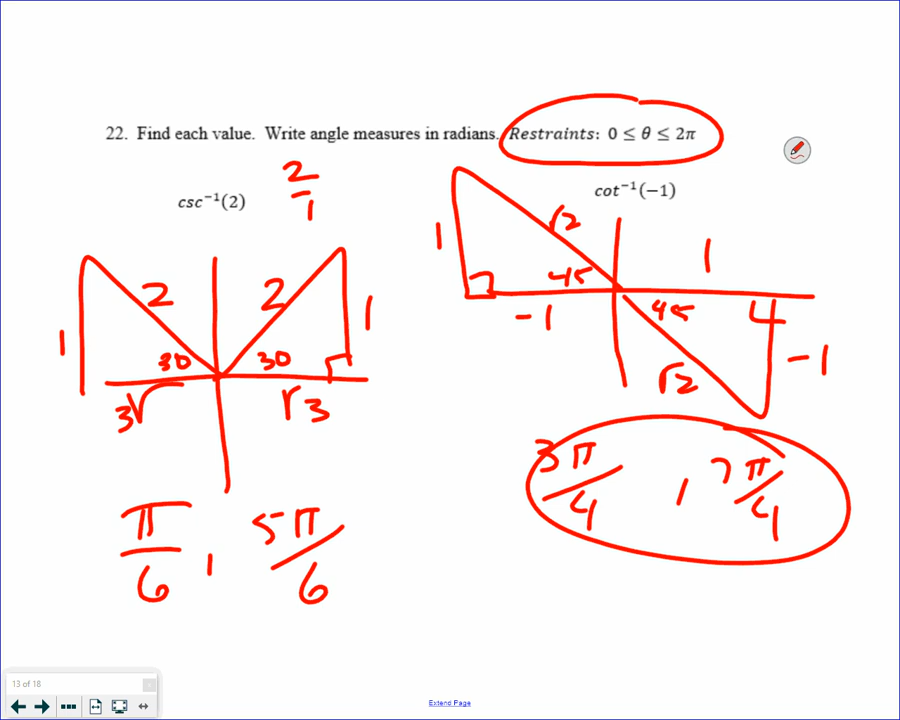 22. Find each value. Write angle measures in radians. Restraints: 0 ≤ θ ≤ 2π
csc⁻¹(2)
2/1
cot⁻¹(−1)
1
2
2
1
30
30
3√
√3
π/6 , 5π/6
1
√2
45
-1
1
45
√2
-1
3π/4 , 7π/4
13 of 18
Extend Page